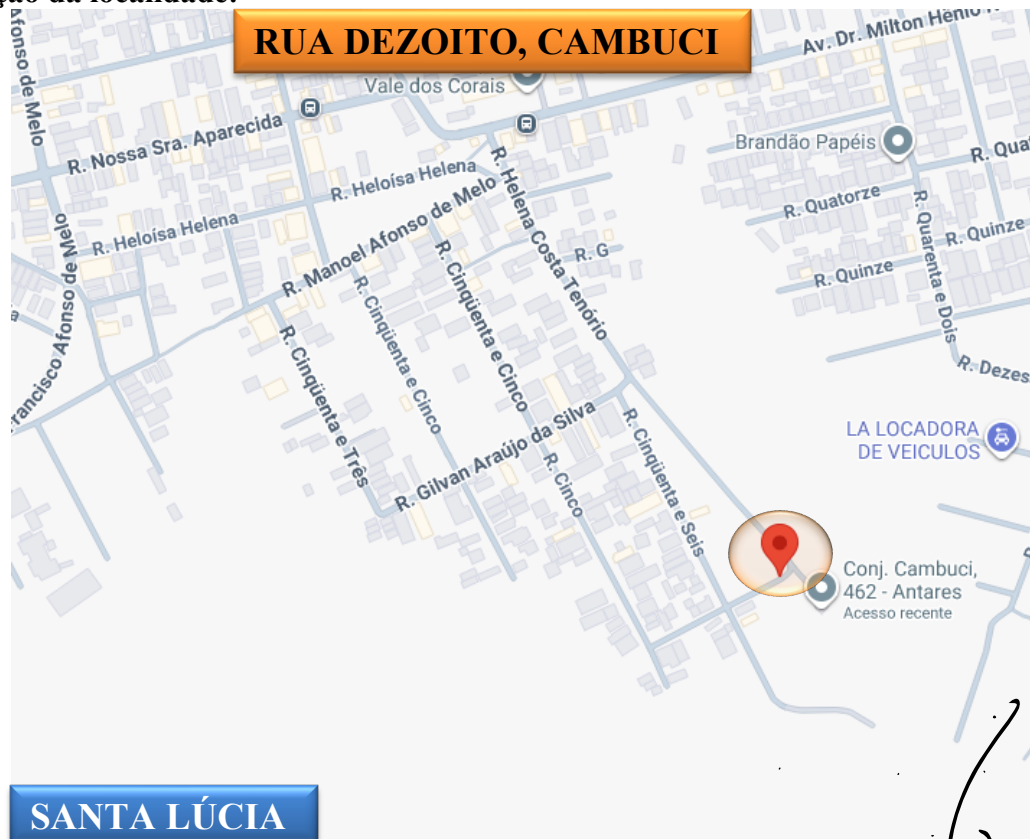 ção da localidade:
RUA DEZOITO, CAMBUCI
Afonso de Melo
Av. Dr. Milton Hênio
Vale dos Corais
R. Nossa Sra. Aparecida
Brandão Papéis
R. Heloísa Helena
R. Heloísa Helena
R. Manoel Afonso de Melo
R. Helena Costa Tenório
R. Quatorze
R. Quinze
R. Quinze
R. Quarenta e Dois
R. G
Francisco Afonso de Melo
R. Cinqüenta e Três
R. Cinqüenta e Cinco
R. Cinqüenta e Cinco
R. Gilvan Araújo da Silva
R. Cinco
R. Cinqüenta e Seis
R. Dezes
LA LOCADORA
DE VEICULOS
Conj. Cambuci,
462 - Antares
Acesso recente
SANTA LÚCIA